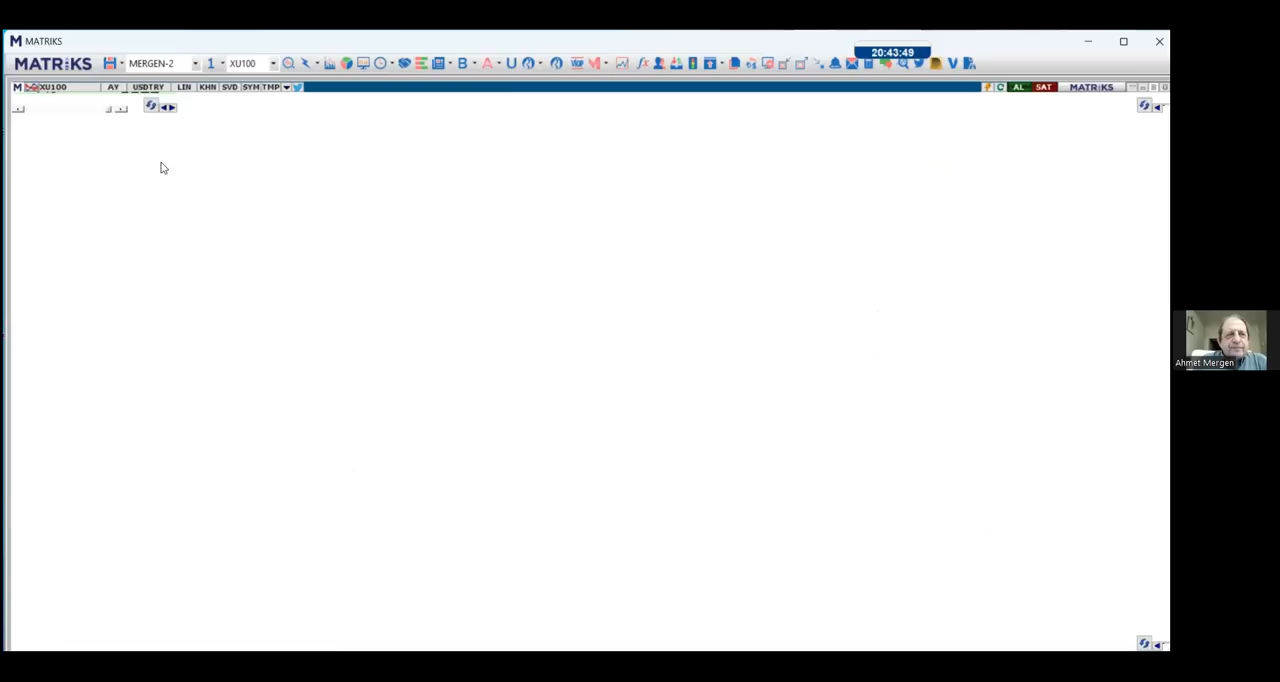 MATRIKS
MATRIKS MERGEN-2 1 XU100 20:43:49
XU100 AY USDTRY LIN KHN SVD SYM TMP AL SAT MATRIKS
Ahmet Mergen